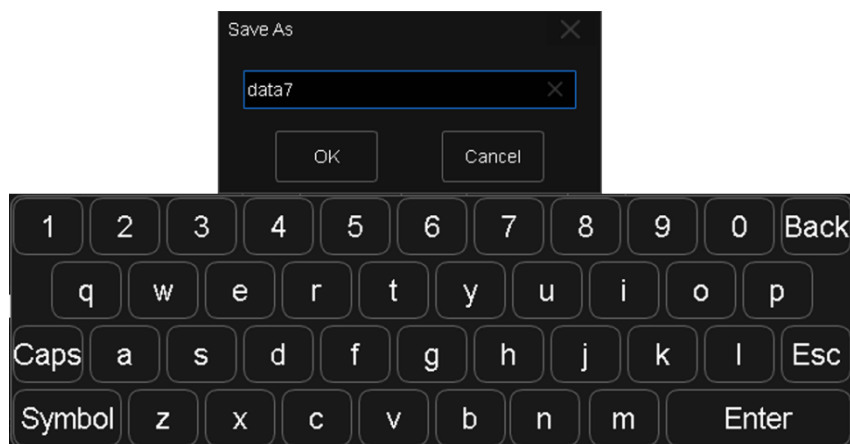 Save As
data7
OK Cancel
1 2 3 4 5 6 7 8 9 0 Back
q w e r t y u i o p
Caps a s d f g h j k l Esc
Symbol z x c v b n m Enter